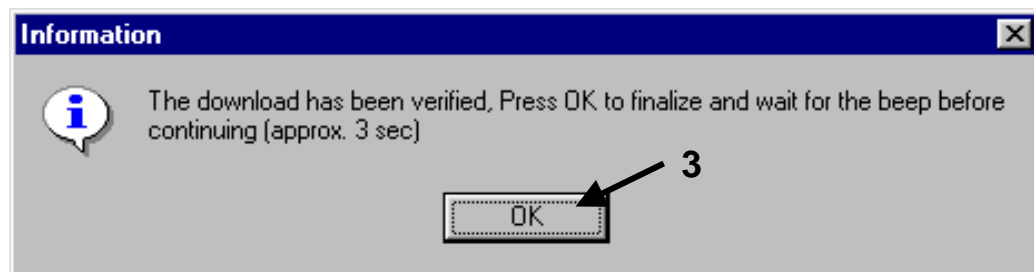 Information
The download has been verified, Press OK to finalize and wait for the beep before
continuing (approx. 3 sec)
3
OK